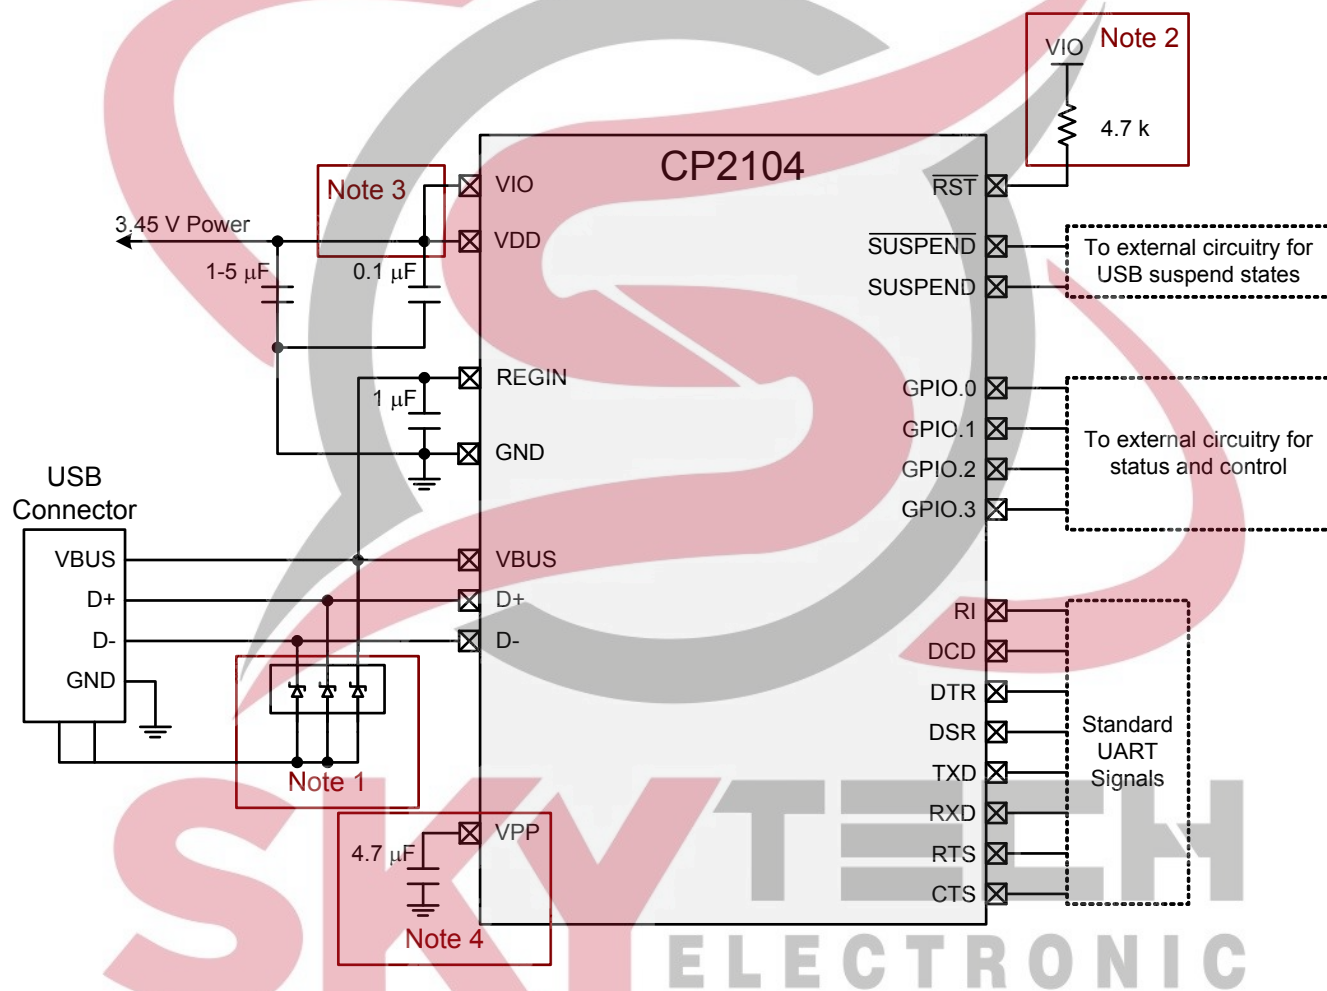 Note 2
VIO
4.7 k
CP2104
Note 3
VIO
RST
3.45 V Power
VDD
SUSPEND
To external circuitry for
USB suspend states
1-5 μF
0.1 μF
SUSPEND
REGIN
1 μF
GPIO.0
GPIO.1
GPIO.2
GPIO.3
To external circuitry for
status and control
GND
USB
Connector
VBUS
D+
D-
GND
VBUS
D+
D-
RI
DCD
DTR
DSR
TXD
RXD
RTS
CTS
Standard
UART
Signals
Note 1
VPP
4.7 μF
Note 4
SKYTECH
ELECTRONIC